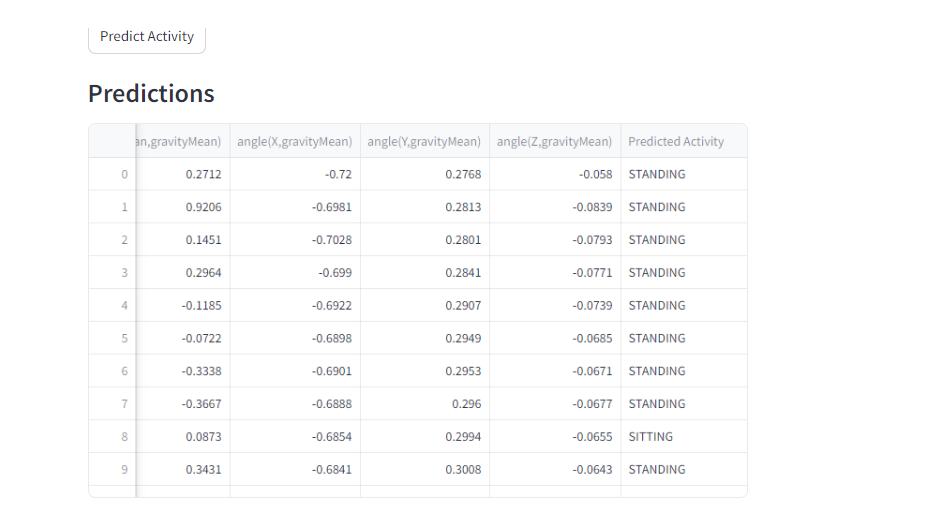 Predict Activity
Predictions
an,gravityMean) angle(X,gravityMean) angle(Y,gravityMean) angle(Z,gravityMean) Predicted Activity
0 0.2712 -0.72 0.2768 -0.058 STANDING
1 0.9206 -0.6981 0.2813 -0.0839 STANDING
2 0.1451 -0.7028 0.2801 -0.0793 STANDING
3 0.2964 -0.699 0.2841 -0.0771 STANDING
4 -0.1185 -0.6922 0.2907 -0.0739 STANDING
5 -0.0722 -0.6898 0.2949 -0.0685 STANDING
6 -0.3338 -0.6901 0.2953 -0.0671 STANDING
7 -0.3667 -0.6888 0.296 -0.0677 STANDING
8 0.0873 -0.6854 0.2994 -0.0655 SITTING
9 0.3431 -0.6841 0.3008 -0.0643 STANDING